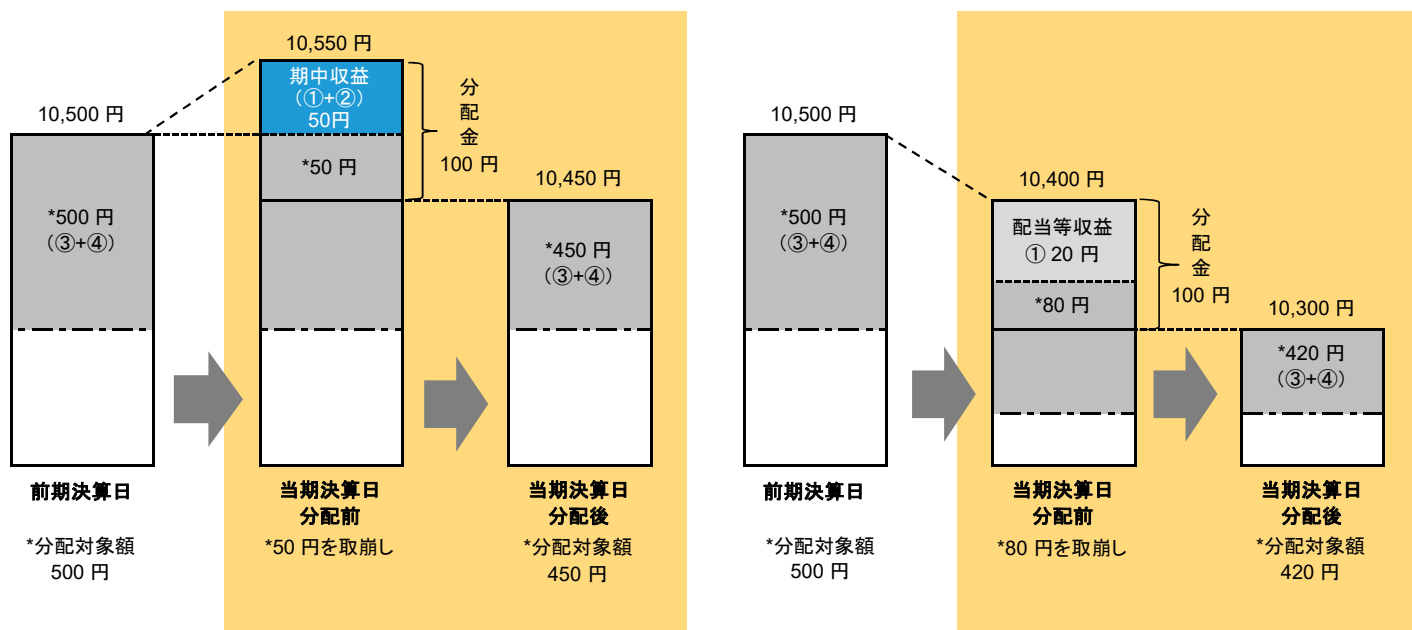 10,500 円
*500 円
(③+④)
前期決算日
*分配対象額
500 円
10,550 円
期中収益
(①+②)
50円
*50 円
分
配
金
100 円
当期決算日
分配前
*50 円を取崩し
10,450 円
*450 円
(③+④)
当期決算日
分配後
*分配対象額
450 円
10,500 円
*500 円
(③+④)
前期決算日
*分配対象額
500 円
10,400 円
配当等収益
① 20 円
*80 円
分
配
金
100 円
当期決算日
分配前
*80 円を取崩し
10,300 円
*420 円
(③+④)
当期決算日
分配後
*分配対象額
420 円